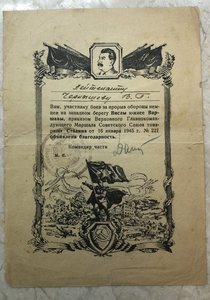 Лейтенанту
В. Г.
Вам, участнику боев за прорыв обороны нем-
цев на западном берегу Вислы южнее Вар-
шавы, приказом Верховного Главнокоман-
дующего Маршала Советского Союза това-
рища Сталина от 16 января 1945 г. № 221
объявлена благодарность.
Командир части
М. п.